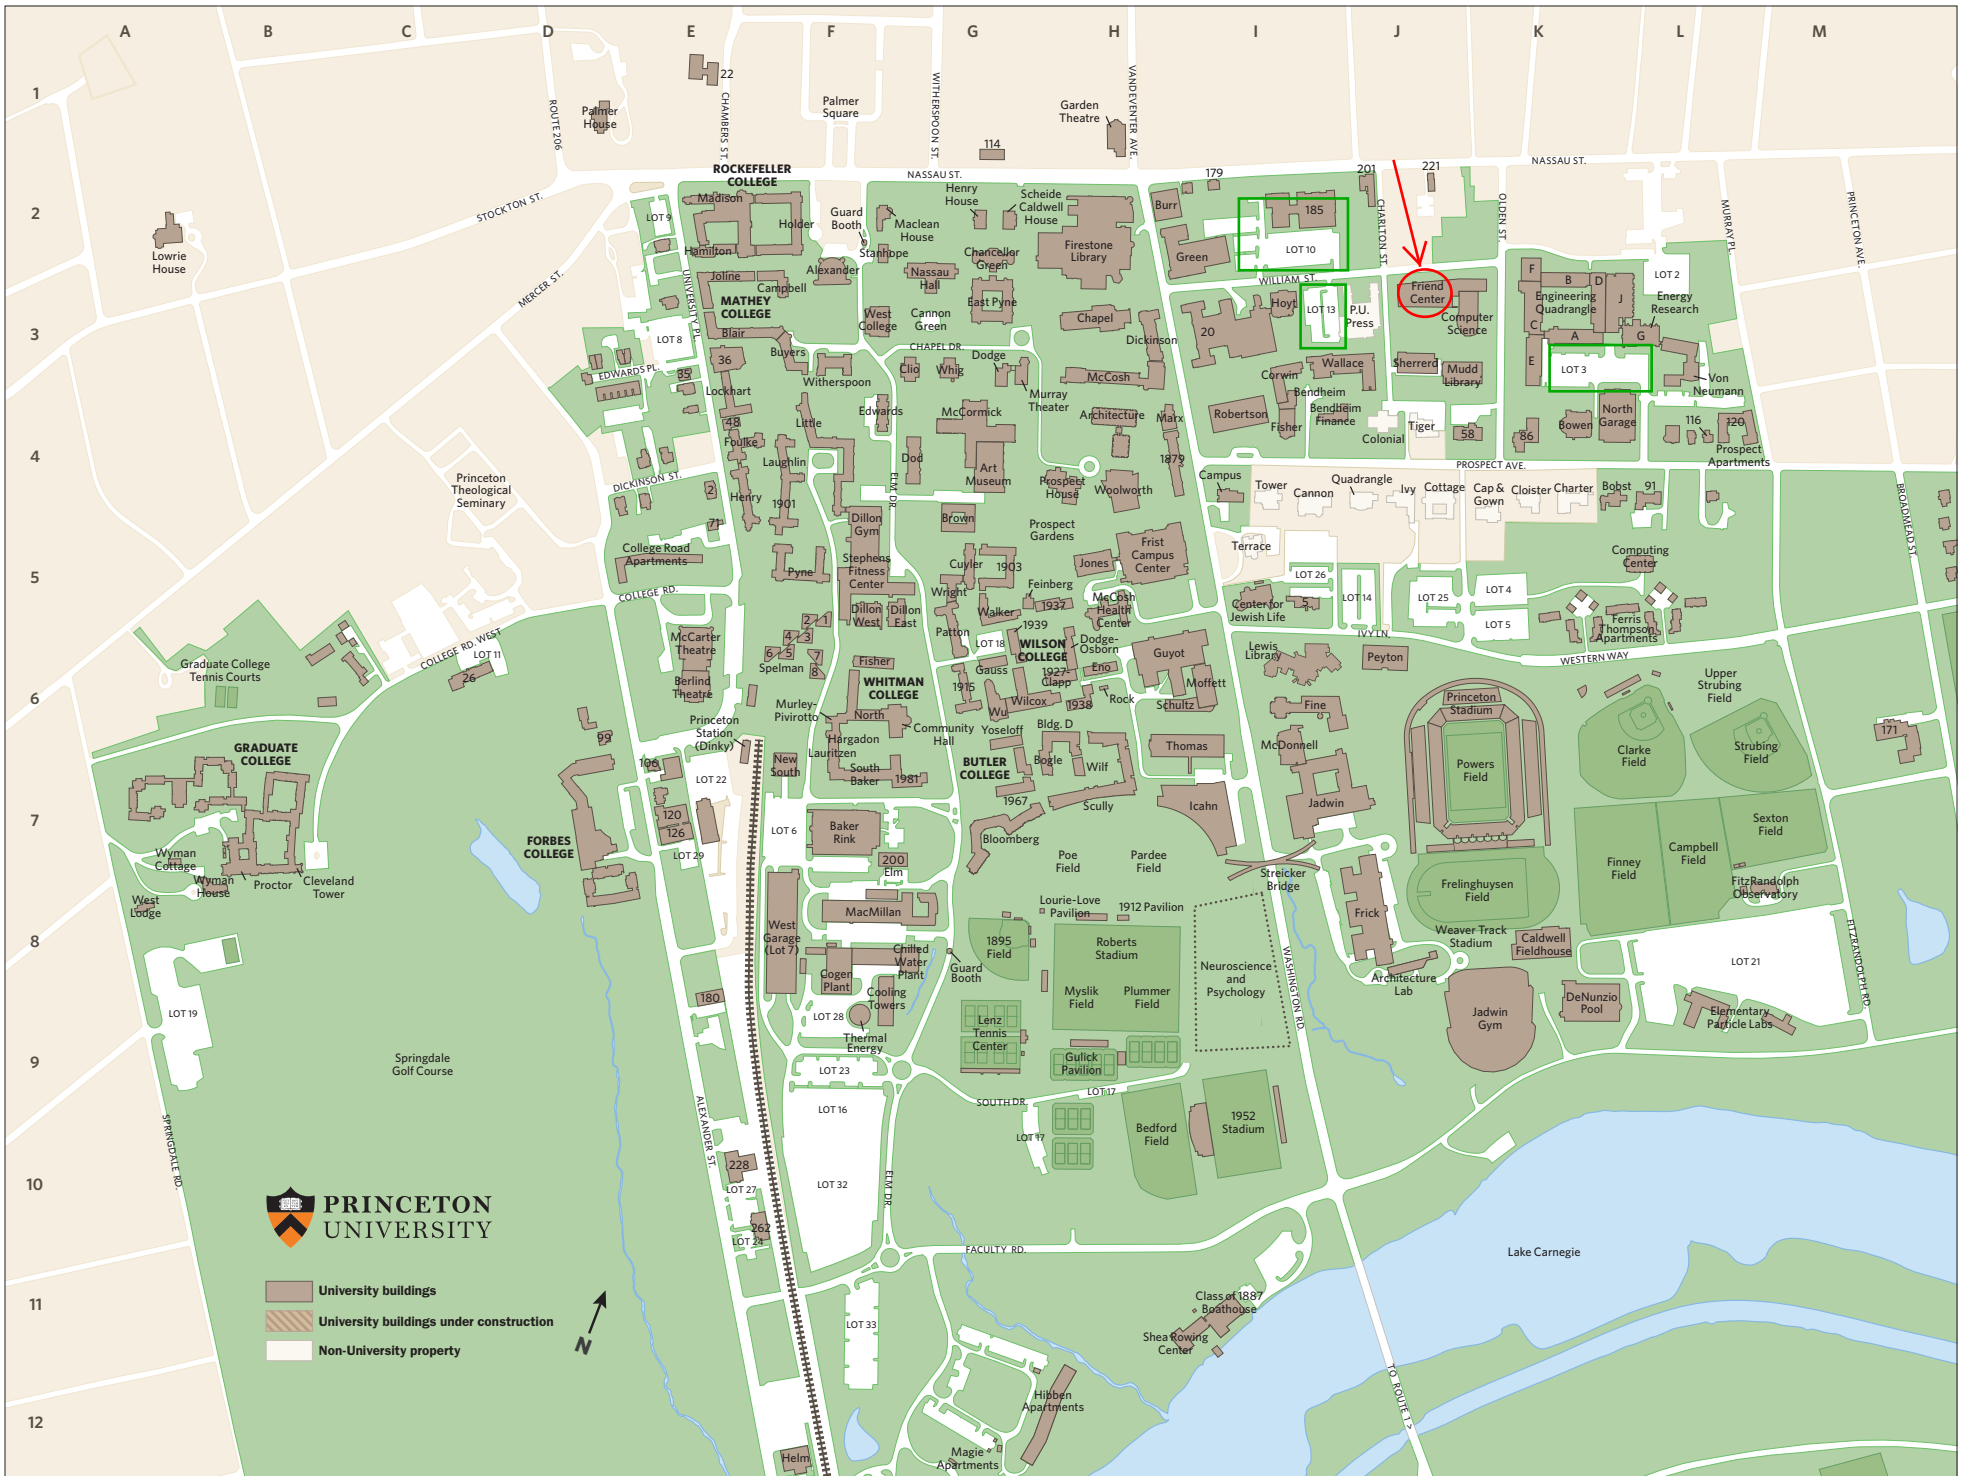 A
B
C
D
E
F
G
H
I
J
K
L
M
1
2
3
4
5
6
7
8
9
10
11
12
22
Palmer
House
ROUTE 206
CHAMBERS ST.
Palmer
Square
WITHERSPOON ST.
Garden
Theatre
VANDEVENTER AVE.
114
NASSAU ST.
NASSAU ST.
ROCKEFELLER
COLLEGE
STOCKTON ST.
Lowrie
House
LOT 9
Madison
Holder
Hamilton
Guard
Booth
Maclean
House
Stanhope
Henry
House
Scheide
Caldwell
House
Firestone
Library
Burr
179
185
201
221
CHARLTON ST.
OLDEN ST.
MURRAY PL.
PRINCETON AVE.
Green
LOT 10
WILLIAM ST.
Joline
Campbell
Alexander
Nassau
Hall
Chancellor
Green
East Pyne
MATHEY
COLLEGE
UNIVERSITY PL.
MERCER ST.
Blair
Buyers
West
College
Cannon
Green
Chapel
Dickinson
20
Hoyt
LOT 13
P.U.
Press
Friend
Center
Computer
Science
F
B
D
J
Engineering
Quadrangle
C
A
G
E
LOT 2
Energy
Research
LOT 8
36
EDWARDS PL.
35
Lockhart
Witherspoon
CHAPEL DR.
Clio
Whig
Dodge
Murray
Theater
McCosh
Corwin
Wallace
Sherrerd
Mudd
Library
LOT 3
Von
Neumann
48
Foulke
Little
Edwards
McCormick
Architecture
Marx
Robertson
Bendheim
Bendheim
Finance
Fisher
Colonial
Tiger
58
86
Bowen
North
Garage
116
120
Prospect
Apartments
PROSPECT AVE.
Princeton
Theological
Seminary
DICKINSON ST.
2
71
Laughlin
Henry
1901
Dod
ELM DR.
Art
Museum
Prospect
House
Woolworth
1879
Campus
Tower
Cannon
Quadrangle
Ivy
Cottage
Cap &
Gown
Cloister
Charter
Bobst
91
BROADMEAD ST.
Dillon
Gym
Brown
Prospect
Gardens
Frist
Campus
Center
Terrace
Computing
Center
College Road
Apartments
COLLEGE RD.
Pyne
Stephens
Fitness
Center
Dillon
West
Dillon
East
Cuyler
1903
Wright
Feinberg
Jones
Walker
1937
McCosh
Health
Center
Patton
1939
LOT 18
WILSON
COLLEGE
Dodge-
Osborn
Center for
Jewish Life
5
LOT 26
LOT 14
LOT 25
LOT 4
LOT 5
IVY LN.
Ferris
Thompson
Apartments
WESTERN WAY
COLLEGE RD. WEST
LOT 11
26
Graduate College
Tennis Courts
McCarter
Theatre
Berlind
Theatre
1
2
3
4
5
6
7
8
Spelman
Fisher
WHITMAN
COLLEGE
Gauss
1915
Wu
Wilcox
1927-
Clapp
1938
Eno
Rock
Guyot
Moffett
Schultz
Lewis
Library
Peyton
Fine
Princeton
Stadium
Upper
Strubing
Field
GRADUATE
COLLEGE
99
Princeton
Station
(Dinky)
Murley-
Pivirotto
North
Hargadon
Lauritzen
Community
Hall
South
Baker
1981
New
South
Yoseloff
BUTLER
COLLEGE
Bldg. D
Bogle
Wilf
1967
Scully
Thomas
Icahn
McDonnell
Jadwin
Powers
Field
Clarke
Field
Strubing
Field
171
106
LOT 22
120
126
LOT 29
LOT 6
Baker
Rink
200
Elm
Bloomberg
Poe
Field
Pardee
Field
Streicker
Bridge
Finney
Field
Campbell
Field
Sexton
Field
FitzRandolph
Observatory
FORBES
COLLEGE
Wyman
Cottage
Wyman
House
Proctor
Cleveland
Tower
West
Lodge
West
Garage
(Lot 7)
MacMillan
Lourie-Love
Pavilion
1912 Pavilion
1895
Field
Roberts
Stadium
Myslik
Field
Plummer
Field
Neuroscience
and
Psychology
Frick
Frelinghuysen
Field
Weaver Track
Stadium
Caldwell
Fieldhouse
Architecture
Lab
Jadwin
Gym
DeNunzio
Pool
LOT 21
Elementary
Particle Labs
FITZRANDOLPH RD.
WASHINGTON RD.
LOT 19
180
Chilled
Water
Plant
Cogen
Plant
Cooling
Towers
Guard
Booth
LOT 28
Thermal
Energy
Lenz
Tennis
Center
Gulick
Pavilion
LOT 23
Springdale
Golf Course
LOT 16
SOUTH DR.
LOT 17
LOT 17
Bedford
Field
1952
Stadium
SPRINGDALE RD.
ALEXANDER ST.
228
LOT 27
LOT 32
ELM DR.
262
LOT 24
PRINCETON
UNIVERSITY
FACULTY RD.
Lake Carnegie
University buildings
University buildings under construction
Non-University property
N
LOT 33
Class of 1887
Boathouse
Shea Rowing
Center
TO ROUTE 1 >
Hibben
Apartments
Magie
Apartments
Helm